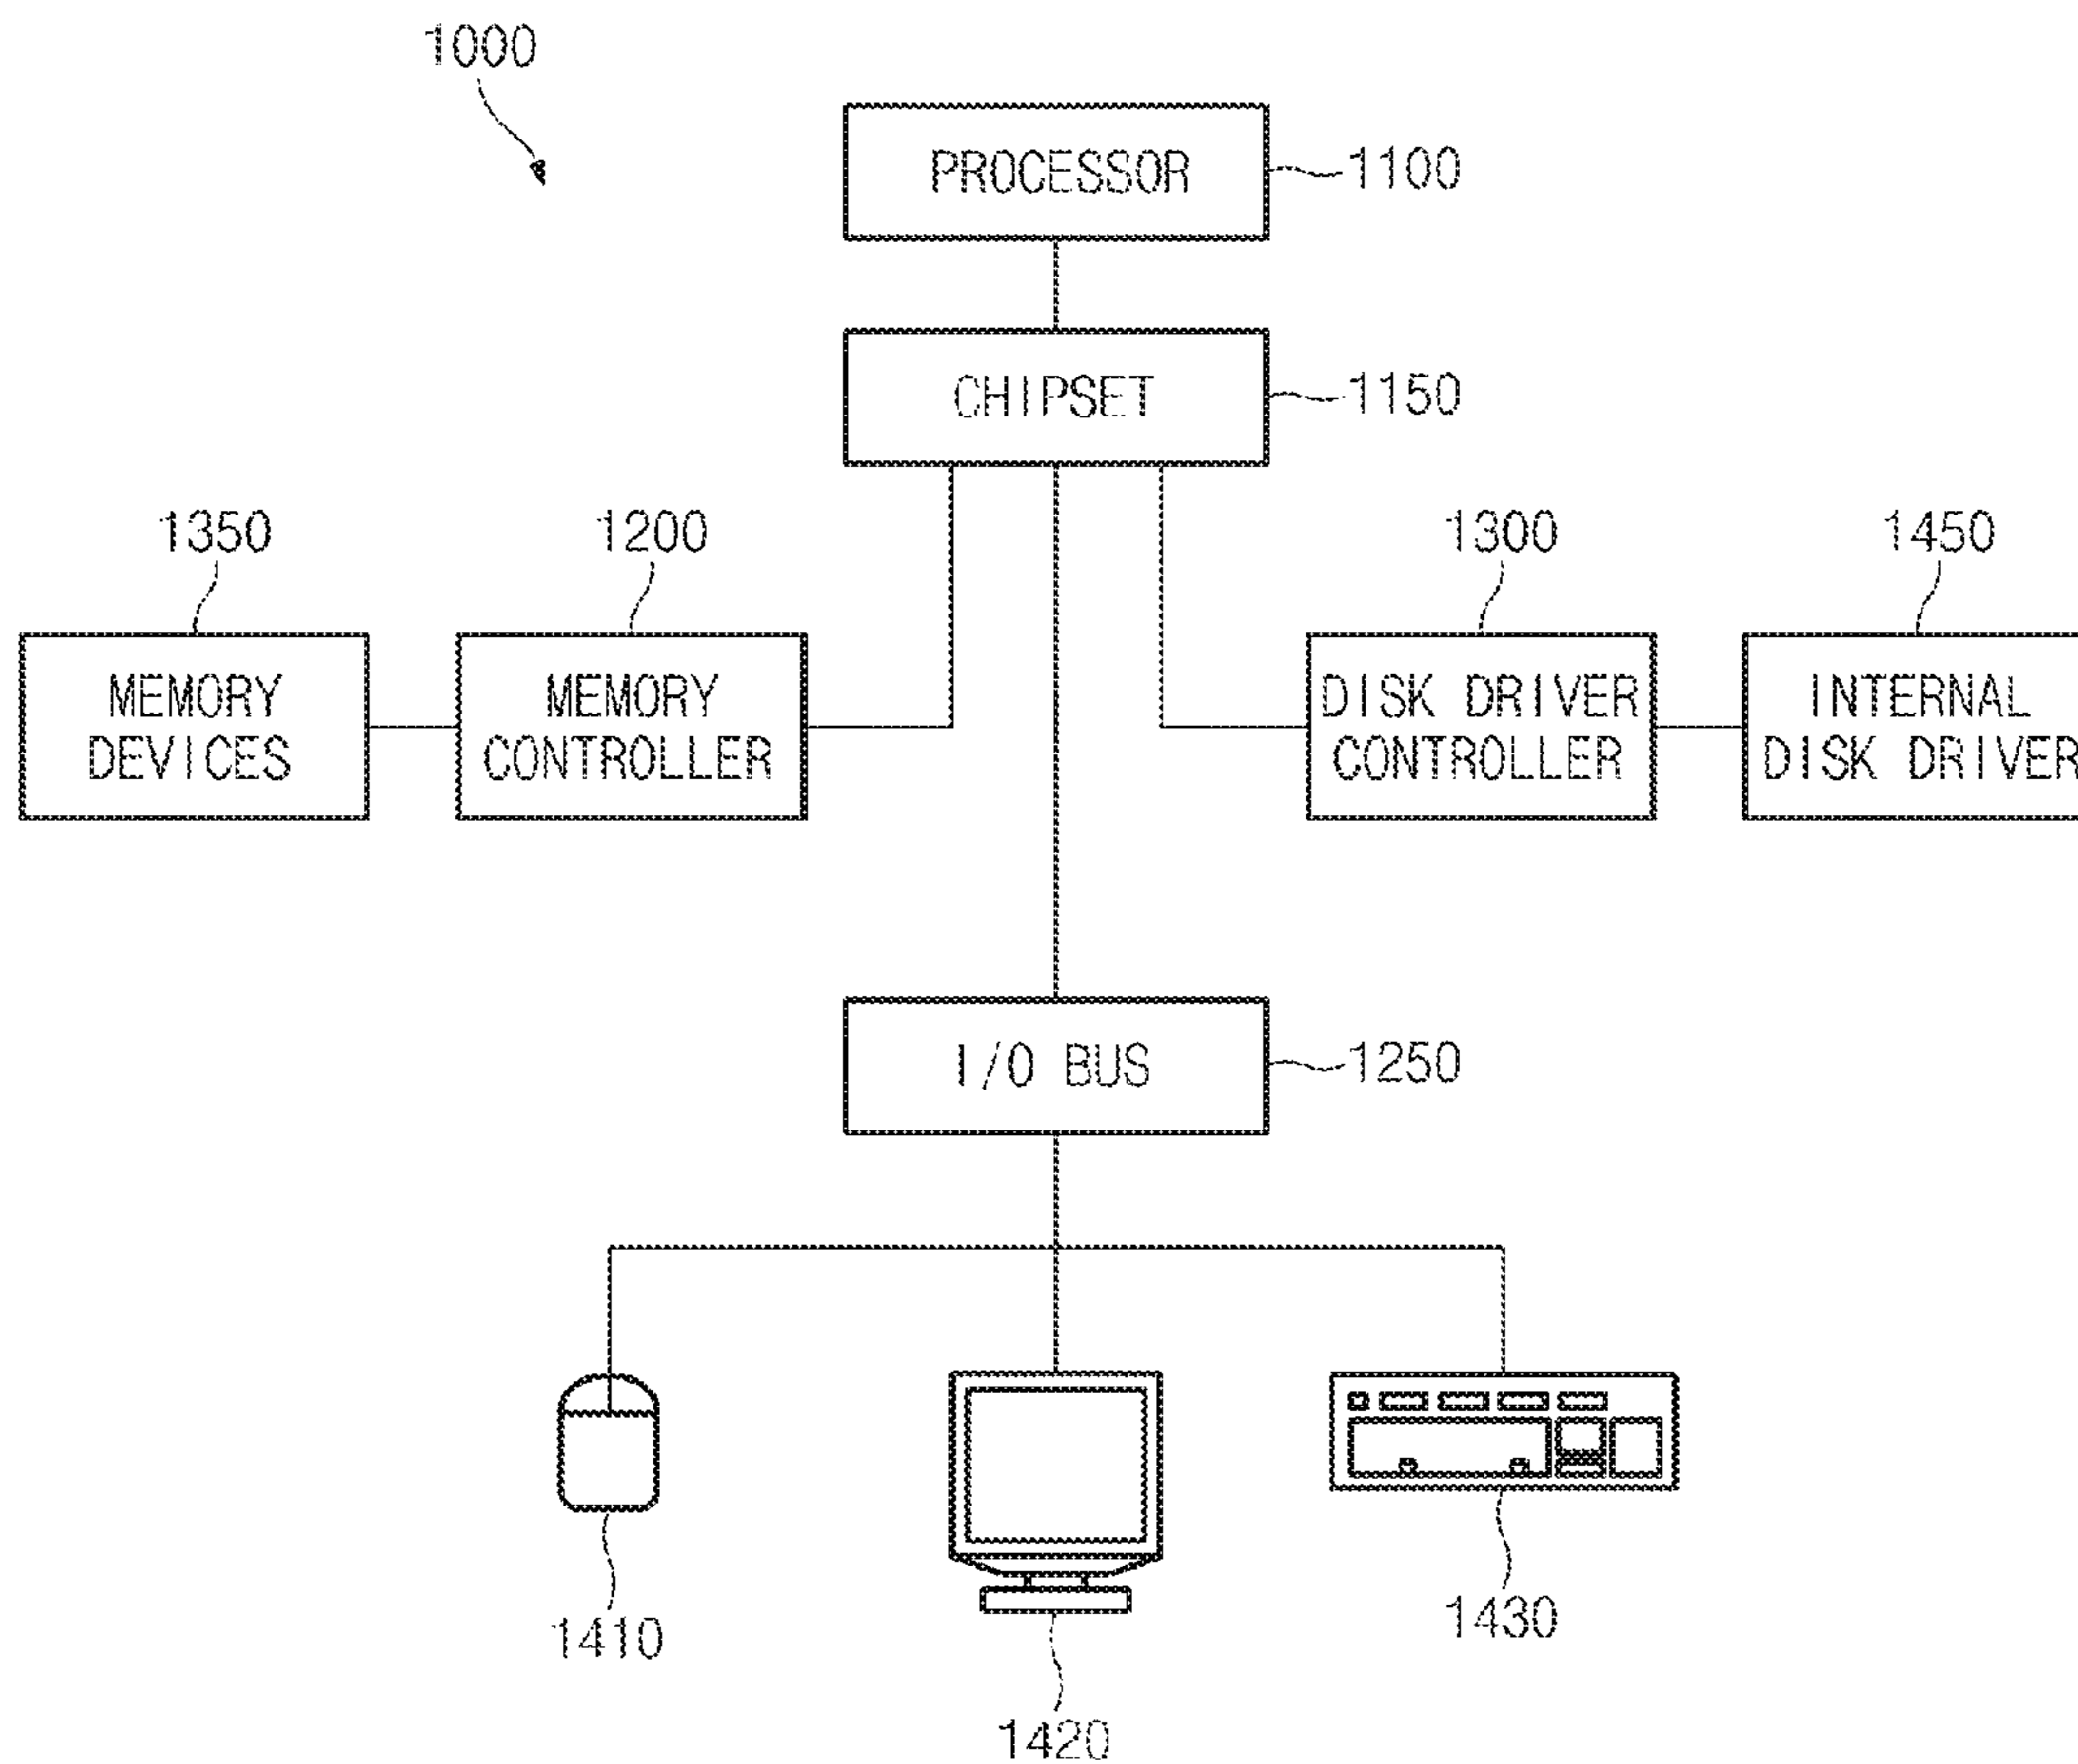 1000
PROCESSOR
1100
CHIPSET
1150
1350
1200
1300
1450
MEMORY
DEVICES
MEMORY
CONTROLLER
DISK DRIVER
CONTROLLER
INTERNAL
DISK DRIVER
I/O BUS
1250
1410
1420
1430